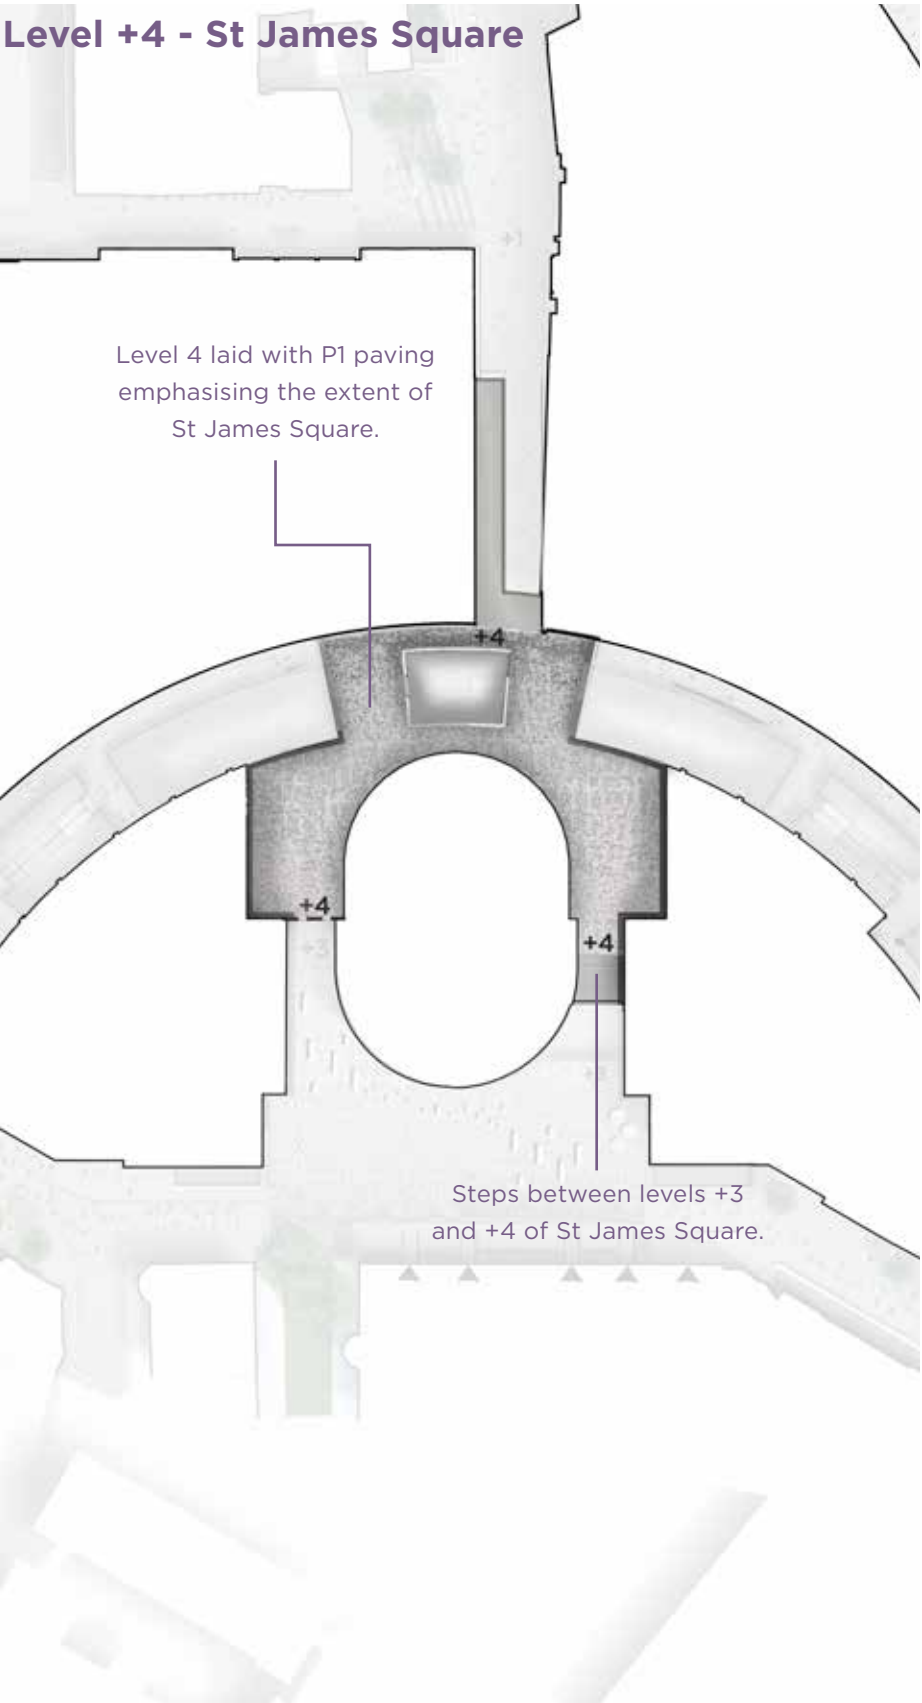 Level +4 - St James Square
+1
Level 4 laid with P1 paving
emphasising the extent of
St James Square.
+4
+4
+4
+3
Steps between levels +3
and +4 of St James Square.